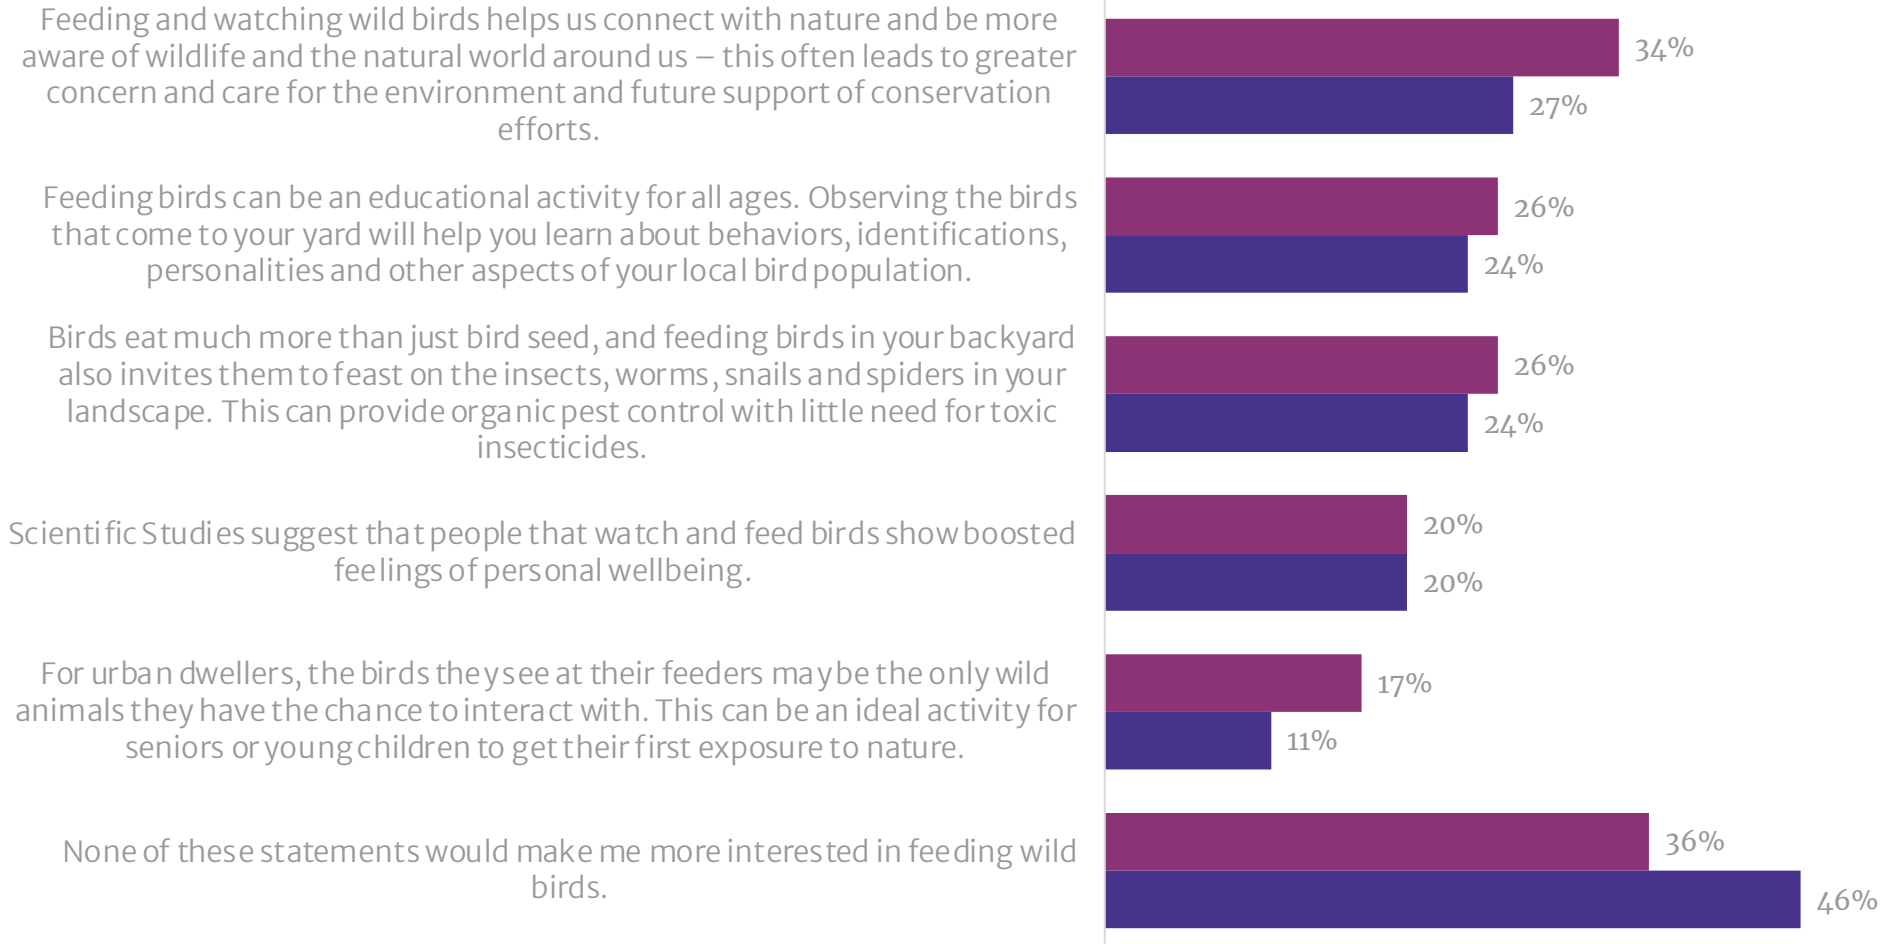 Feeding and watching wild birds helps us connect with nature and be more
aware of wildlife and the natural world around us – this often leads to greater
concern and care for the environment and future support of conservation
efforts.
34%
27%
Feeding birds can be an educational activity for all ages. Observing the birds
that come to your yard will help you learn about behaviors, identifications,
personalities and other aspects of your local bird population.
26%
24%
Birds eat much more than just bird seed, and feeding birds in your backyard
also invites them to feast on the insects, worms, snails and spiders in your
landscape. This can provide organic pest control with little need for toxic
insecticides.
26%
24%
Scientific Studies suggest that people that watch and feed birds show boosted
feelings of personal wellbeing.
20%
20%
For urban dwellers, the birds they see at their feeders may be the only wild
animals they have the chance to interact with. This can be an ideal activity for
seniors or young children to get their first exposure to nature.
17%
11%
None of these statements would make me more interested in feeding wild
birds.
36%
46%